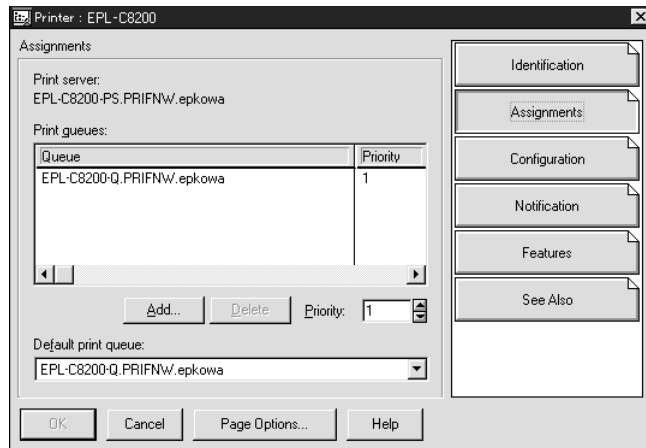 Printer : EPL-C8200
Assignments
Print server:
EPL-C8200-PS.PRIFNW.epkowa
Print queues:
Queue Priority
EPL-C8200-Q.PRIFNW.epkowa 1
Add... Delete Priority: 1
Default print queue:
EPL-C8200-Q.PRIFNW.epkowa
OK Cancel Page Options... Help
Identification
Assignments
Configuration
Notification
Features
See Also